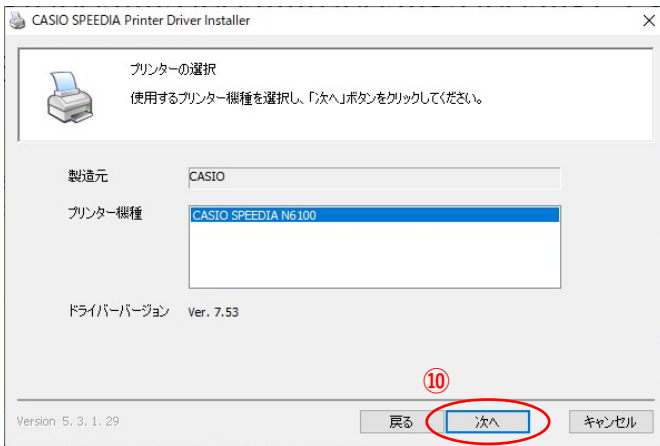 CASIO SPEEDIA Printer Driver Installer
プリンターの選択
使用するプリンター機種を選択し、「次へ」ボタンをクリックしてください。
製造元 CASIO
プリンター機種 CASIO SPEEDIA N6100
ドライバーバージョン Ver. 7.53
⑩
Version 5.3.1.29 戻る 次へ キャンセル